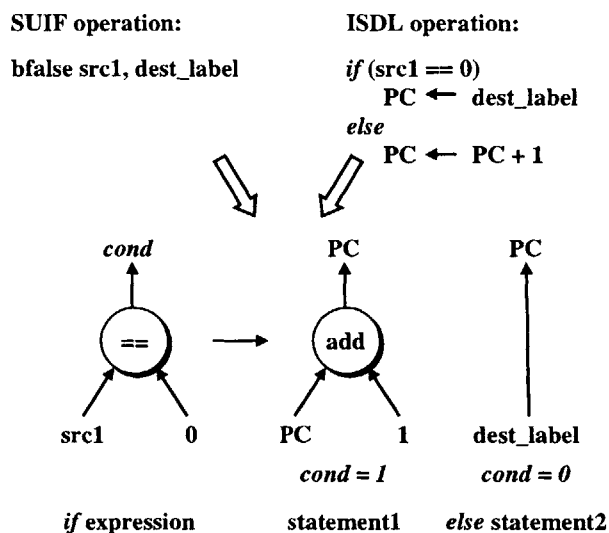 SUIF operation:
bfalse src1, dest_label
ISDL operation:
if (src1 == 0)
PC ← dest_label
else
PC ← PC + 1
cond
==
src1 0
if expression
PC
add
PC 1
cond = 1
statement1
PC
dest_label
cond = 0
else statement2